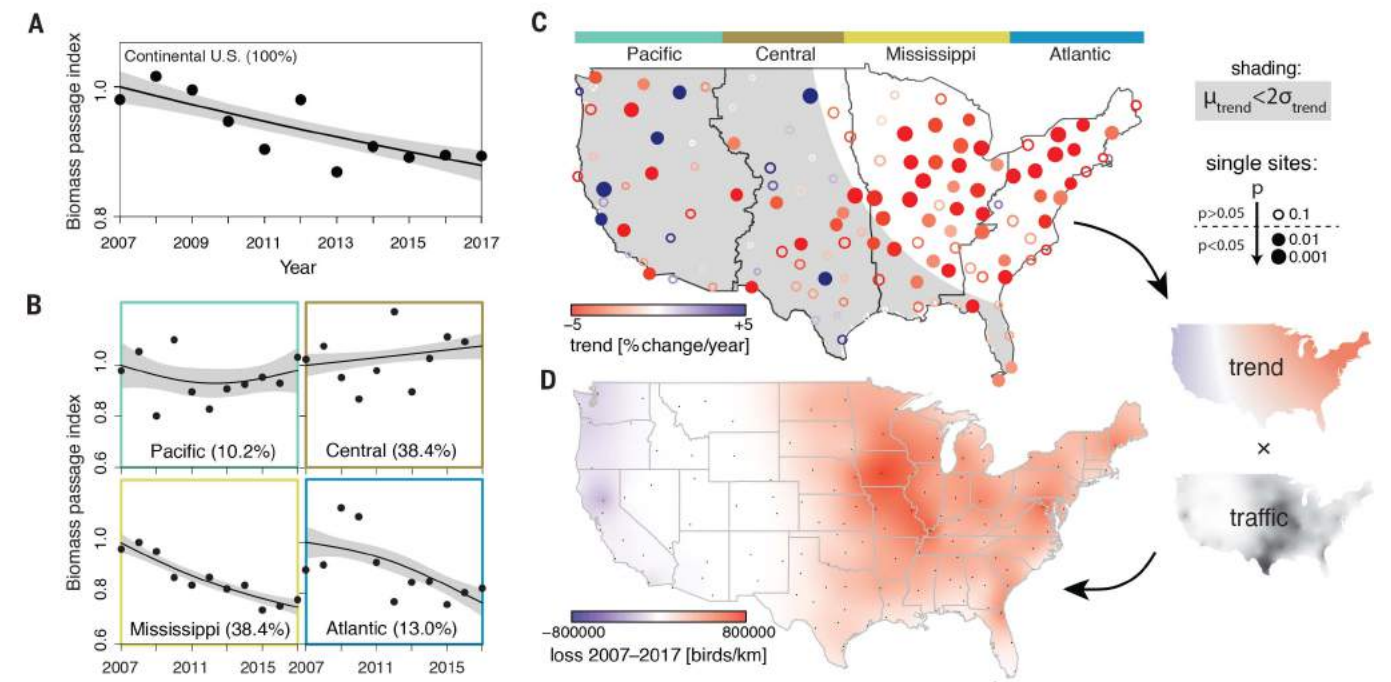 A
Continental U.S. (100%)
Biomass passage index
1.0
0.8
2007 2009 2011 2013 2015 2017
Year
B
Biomass passage index
1.0
0.8
0.6
Pacific (10.2%)
Central (38.4%)
1.0
0.8
0.6
Mississippi (38.4%)
Atlantic (13.0%)
2007 2011 2015 2007 2011 2015
C
Pacific Central Mississippi Atlantic
−5 +5
trend [% change/year]
shading:
μtrend<2σtrend
single sites:
p
p>0.05 0.1
p<0.05 0.01
0.001
trend
×
traffic
D
−800000 800000
loss 2007–2017 [birds/km]